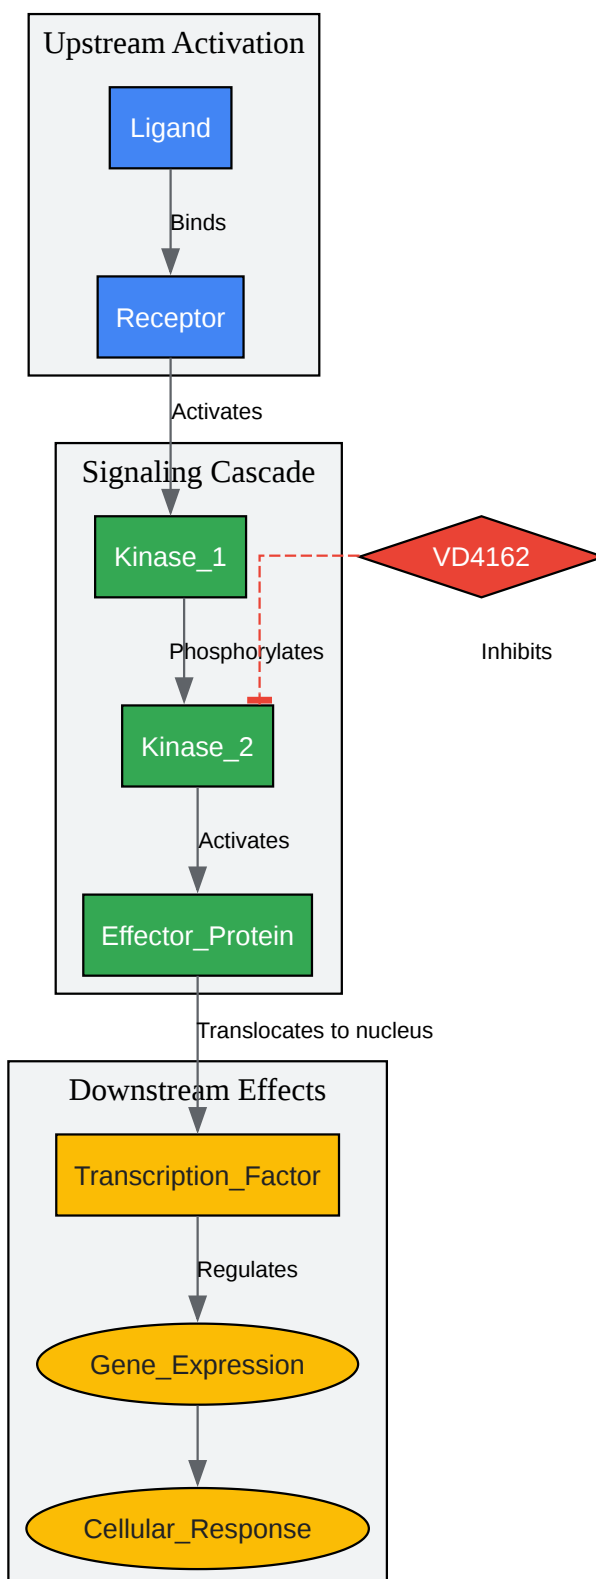 Upstream Activation
Ligand
Binds
Receptor
Activates
Signaling Cascade
Kinase_1
VD4162
Phosphorylates
Inhibits
Kinase_2
Activates
Effector_Protein
Translocates to nucleus
Downstream Effects
Transcription_Factor
Regulates
Gene_Expression
Cellular_Response